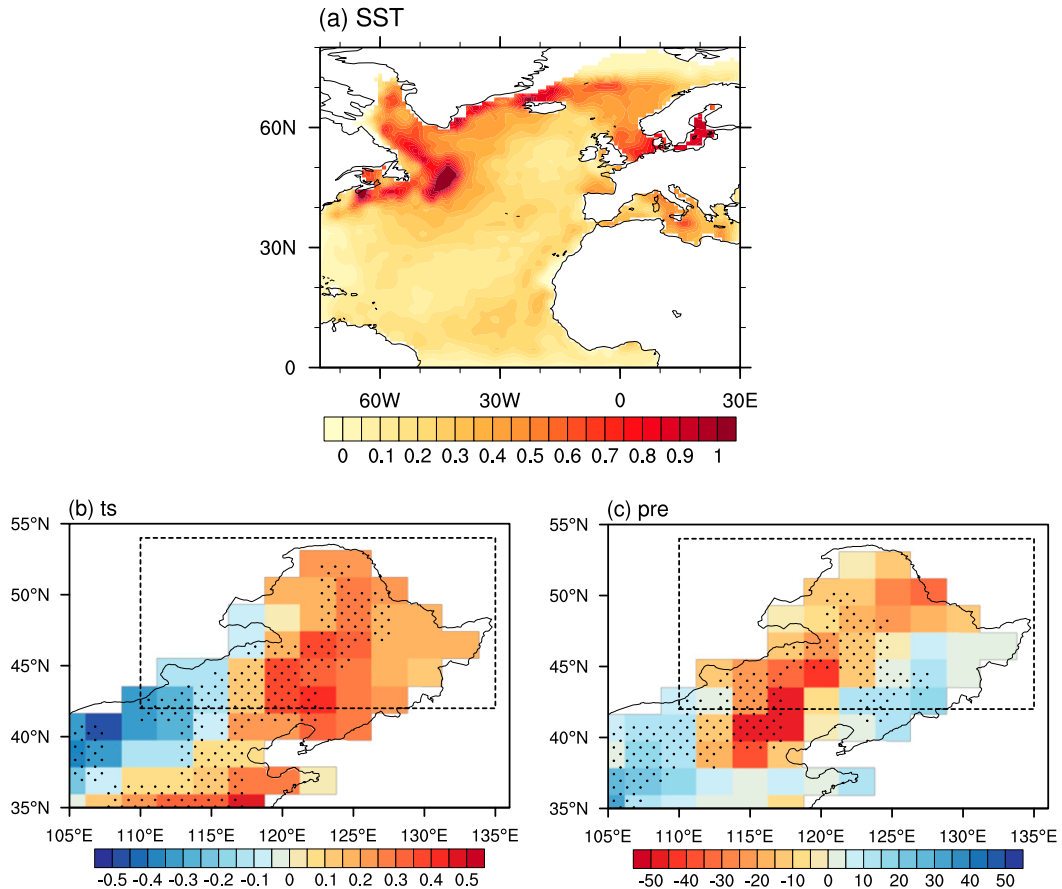 (a) SST
60N
30N
0
60W 30W 0 30E
0 0.1 0.2 0.3 0.4 0.5 0.6 0.7 0.8 0.9 1
(b) ts
55°N
50°N
45°N
40°N
35°N
105°E 110°E 115°E 120°E 125°E 130°E 135°E
-0.5 -0.4 -0.3 -0.2 -0.1 0 0.1 0.2 0.3 0.4 0.5
(c) pre
55°N
50°N
45°N
40°N
35°N
105°E 110°E 115°E 120°E 125°E 130°E 135°E
-50 -40 -30 -20 -10 0 10 20 30 40 50